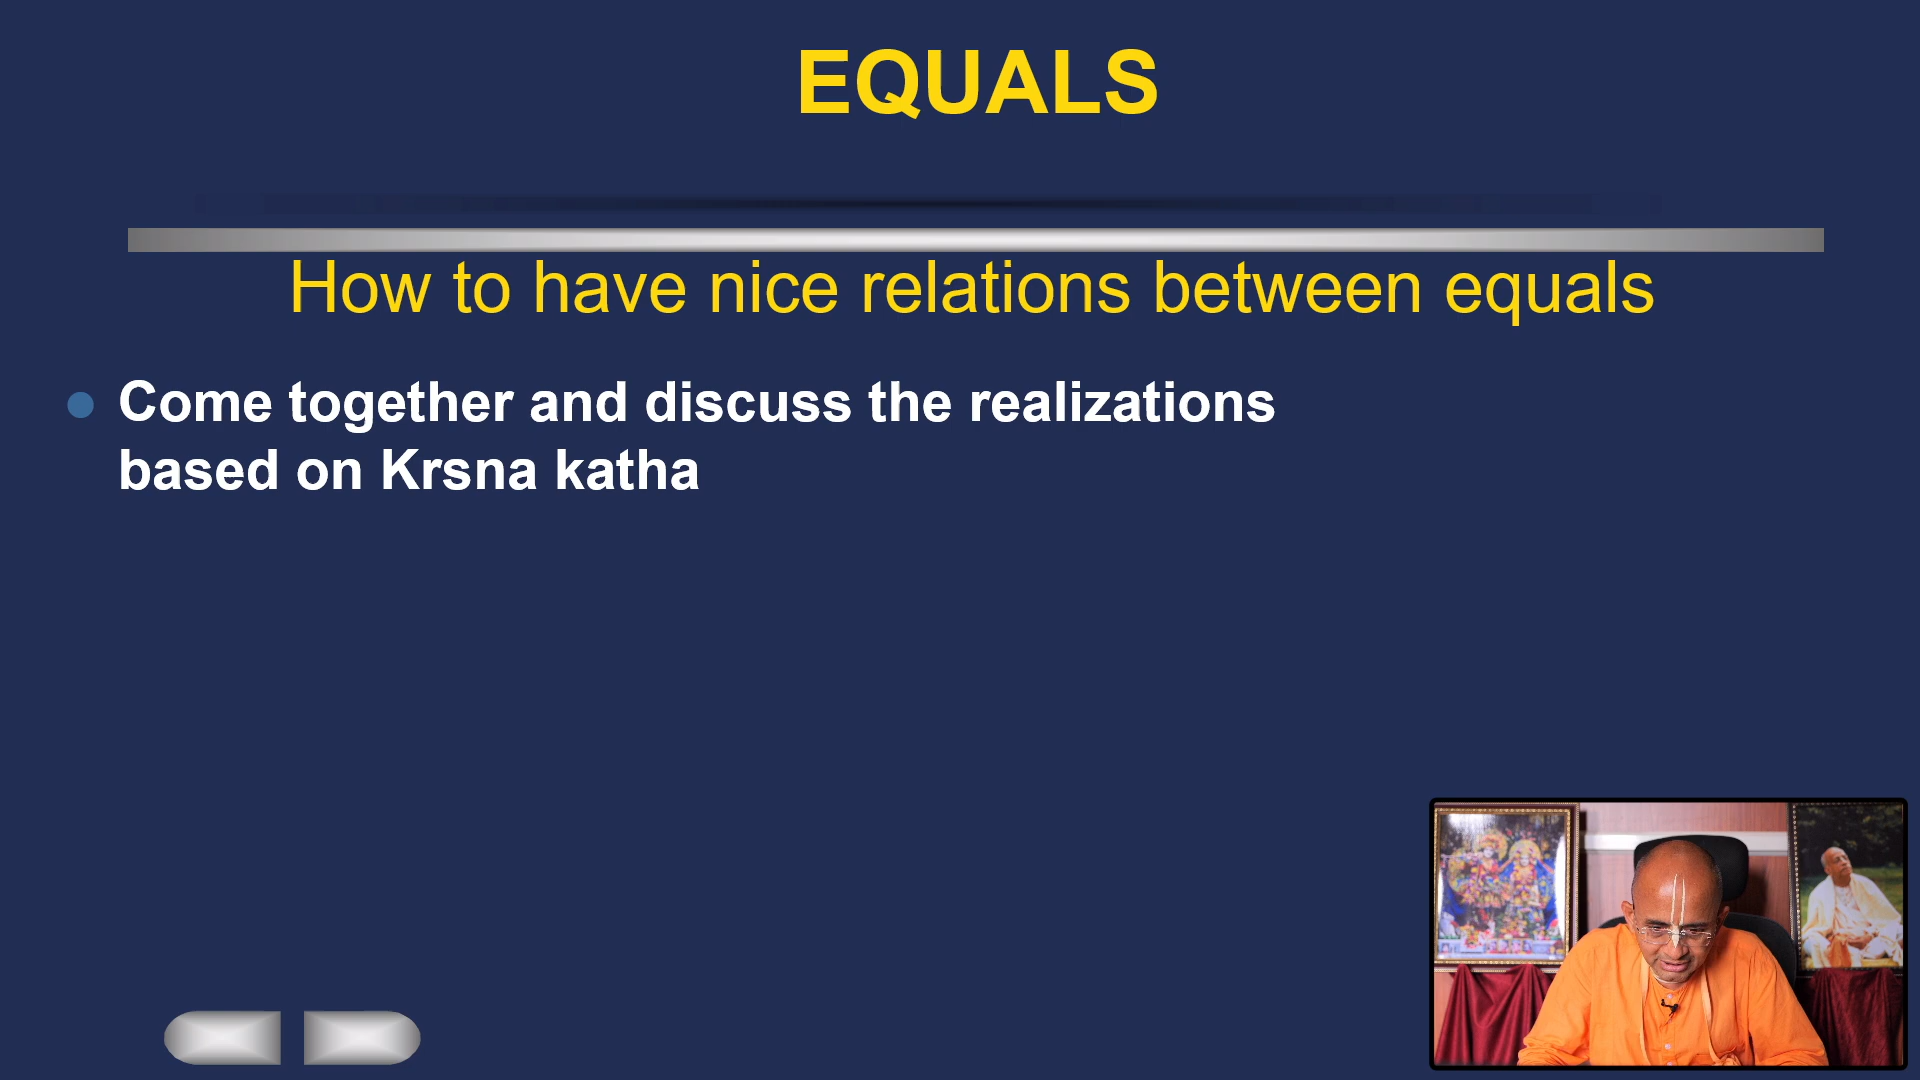 EQUALS
How to have nice relations between equals
Come together and discuss the realizations
based on Krsna katha